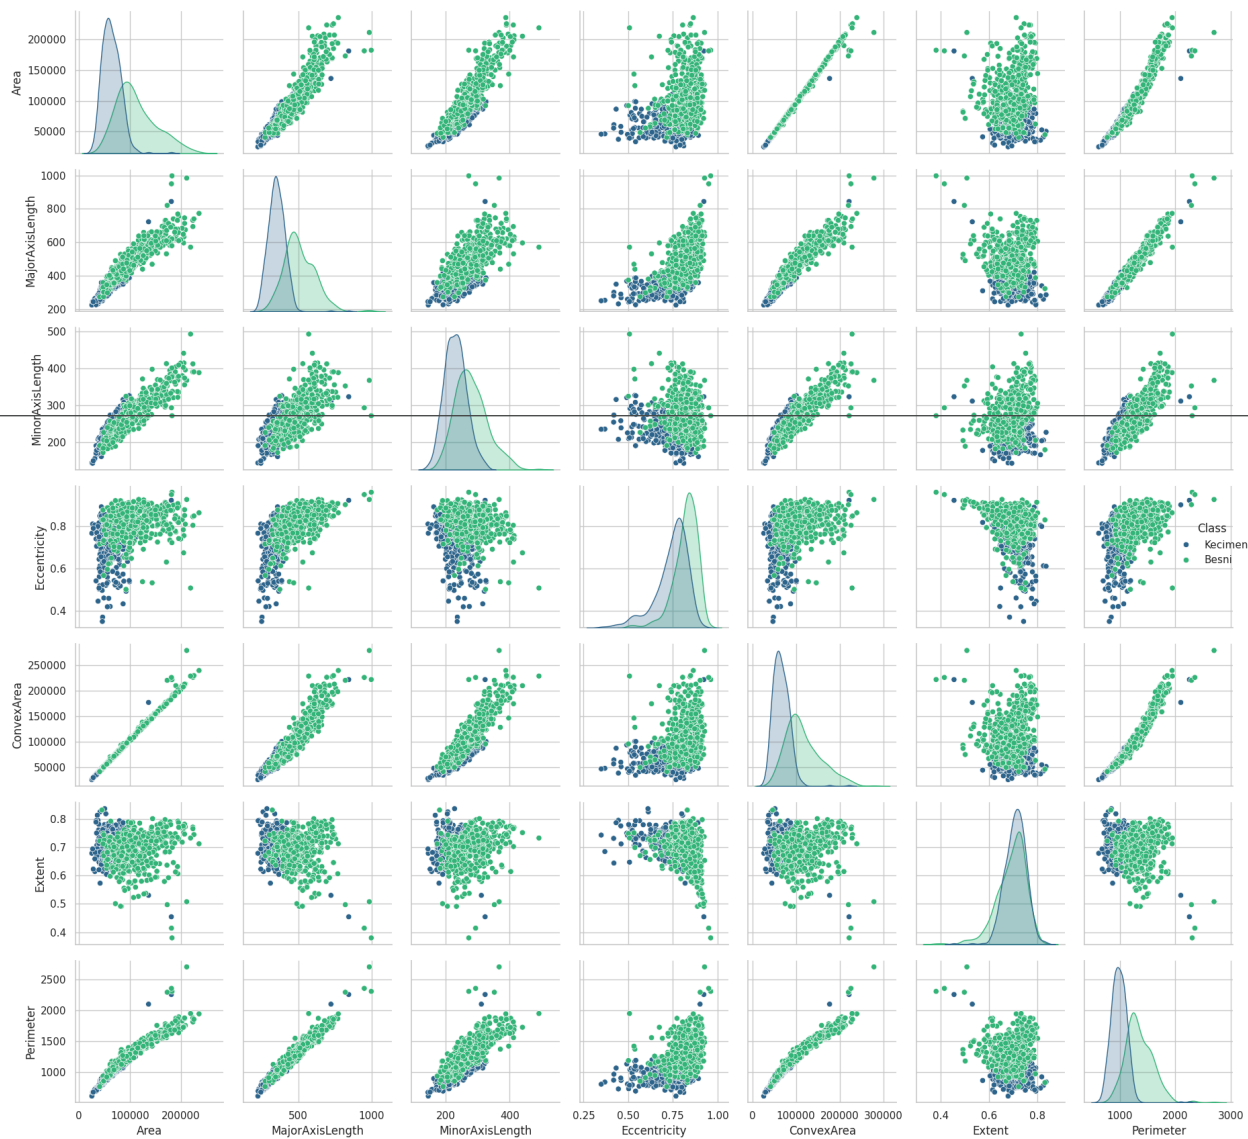 Area
200000
150000
100000
50000
MajorAxisLength
1000
800
600
400
200
MinorAxisLength
500
400
300
200
Eccentricity
0.8
0.6
0.4
Class
Kecimen
Besni
ConvexArea
250000
200000
150000
100000
50000
Extent
0.8
0.7
0.6
0.5
0.4
Perimeter
2500
2000
1500
1000
0 100000 200000
500 1000
200 400
0.25 0.50 0.75 1.00
0 100000 200000 300000
0.4 0.6 0.8
1000 2000 3000
Area MajorAxisLength MinorAxisLength Eccentricity ConvexArea Extent Perimeter